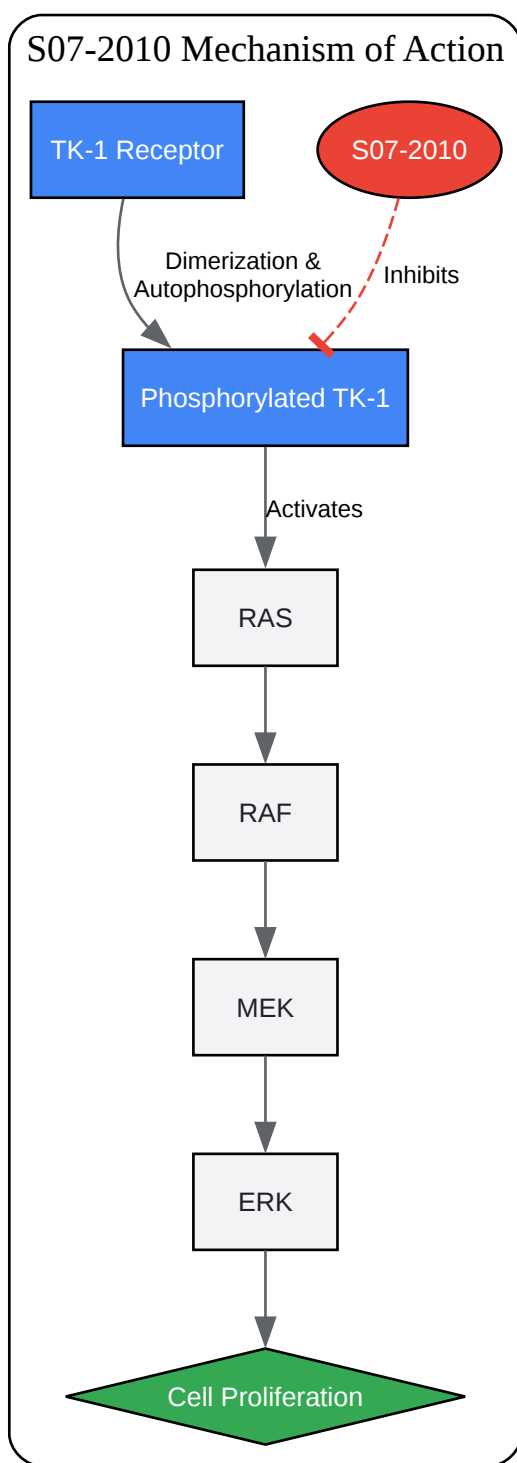 S07-2010 Mechanism of Action
TK-1 Receptor
S07-2010
Dimerization &
Autophosphorylation
Inhibits
Phosphorylated TK-1
Activates
RAS
RAF
MEK
ERK
Cell Proliferation